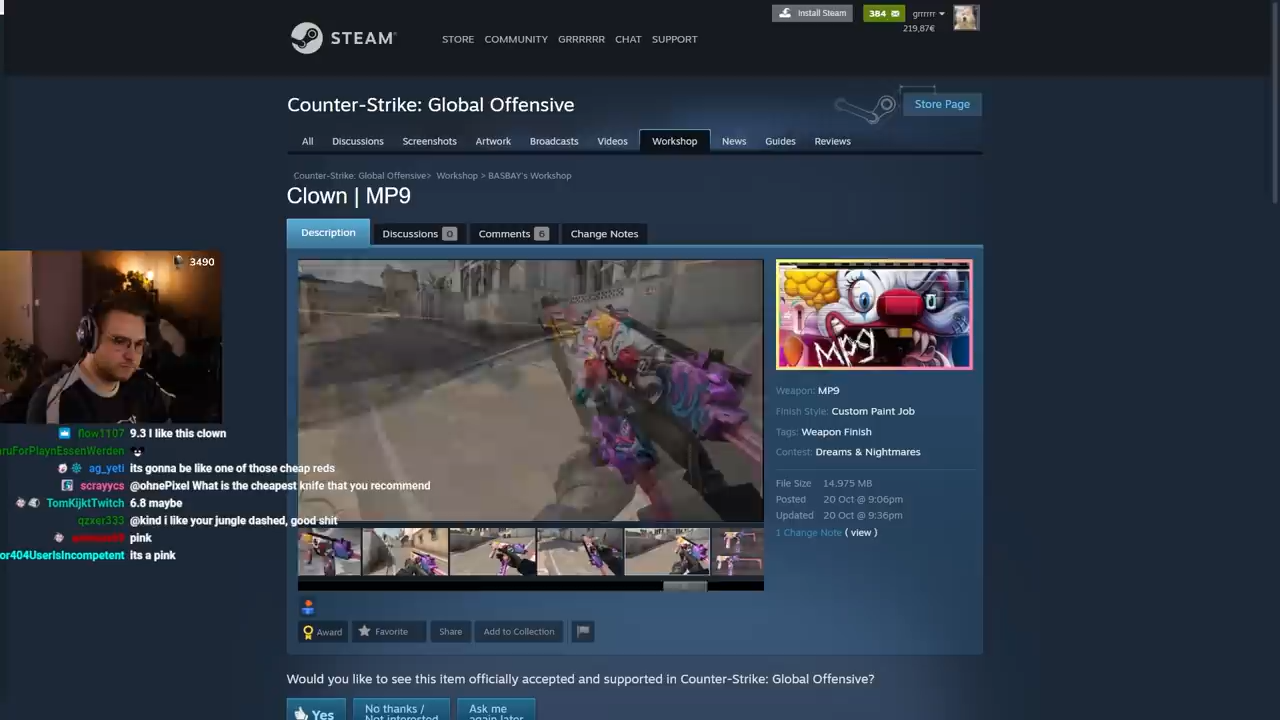 Install Steam
384
grrrrrr
219,87€
STEAM
STORE COMMUNITY GRRRRRR CHAT SUPPORT
Counter-Strike: Global Offensive
Store Page
All Discussions Screenshots Artwork Broadcasts Videos Workshop News Guides Reviews
Counter-Strike: Global Offensive> Workshop > BASBAY's Workshop
Clown | MP9
Description Discussions 0 Comments 6 Change Notes
3490
MP9
Weapon: MP9
Finish Style: Custom Paint Job
Tags: Weapon Finish
Contest: Dreams & Nightmares
File Size 14.975 MB
Posted 20 Oct @ 9:06pm
Updated 20 Oct @ 9:36pm
1 Change Note ( view )
flow1107 9.3 I like this clown
aruForPlaynEssenWerden
ag_yeti its gonna be like one of those cheap reds
scrayycs @ohnePixel What is the cheapest knife that you recommend
TomKijktTwitch 6.8 maybe
qzxer333 @kind i like your jungle dashed, good shit
pink
or404UserIsIncompetent its a pink
Award Favorite Share Add to Collection
Would you like to see this item officially accepted and supported in Counter-Strike: Global Offensive?
Yes
No thanks /
Not interested
Ask me
again later